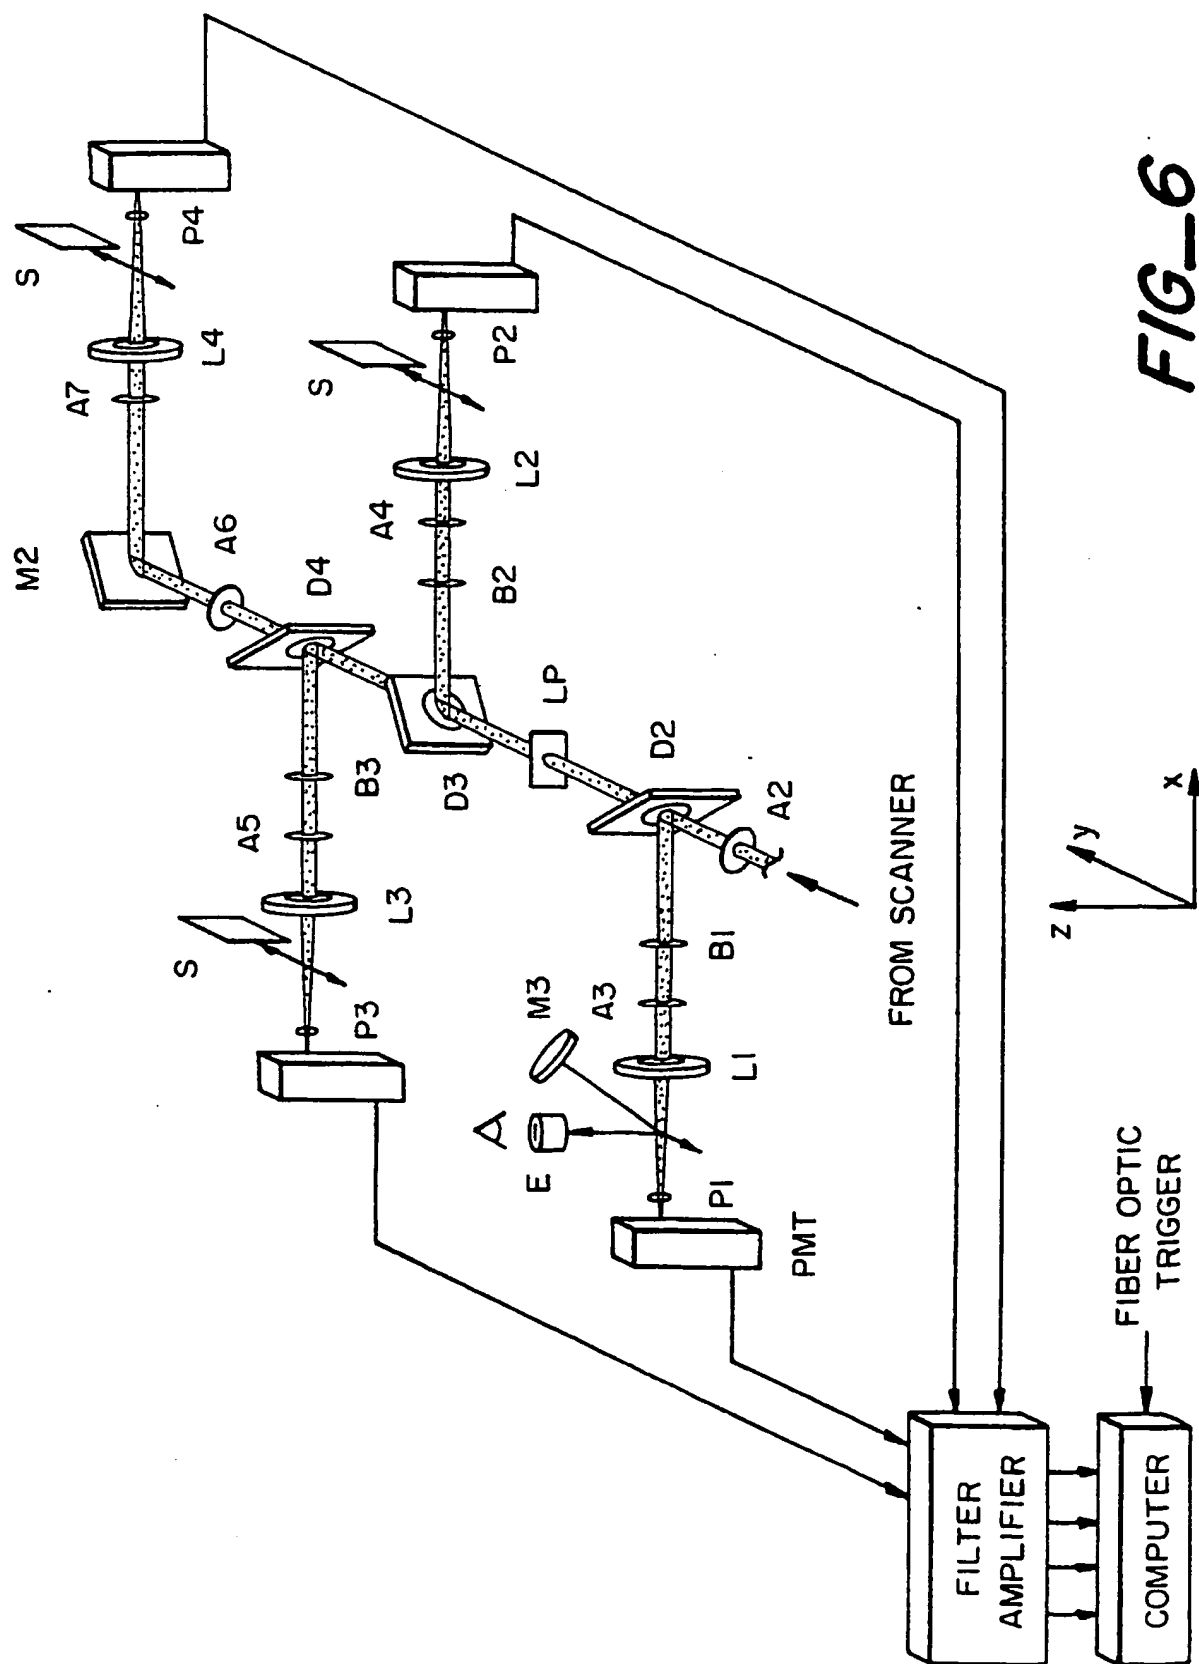 M2
A7
L4
S
P4
A6
D4
A4
B2
L2
S
P2
LP
D3
B3
A5
L3
S
P3
D2
A2
FROM SCANNER
B1
A3
M3
L1
E
P1
PMT
z
y
x
FILTER
AMPLIFIER
COMPUTER
FIBER OPTIC
TRIGGER
FIG_6